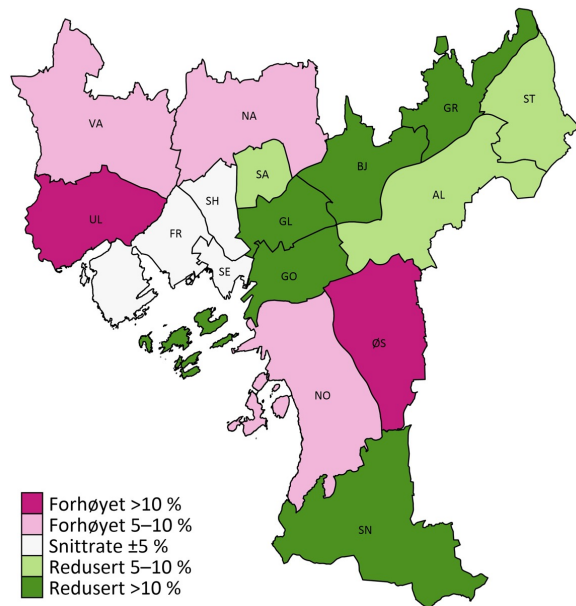 GR
ST
VA
NA
BJ
SA
AL
SH
UL
GL
FR
SE
GO
ØS
NO
SN
Forhøyet >10 %
Forhøyet 5–10 %
Snittrate ±5 %
Redusert 5–10 %
Redusert >10 %